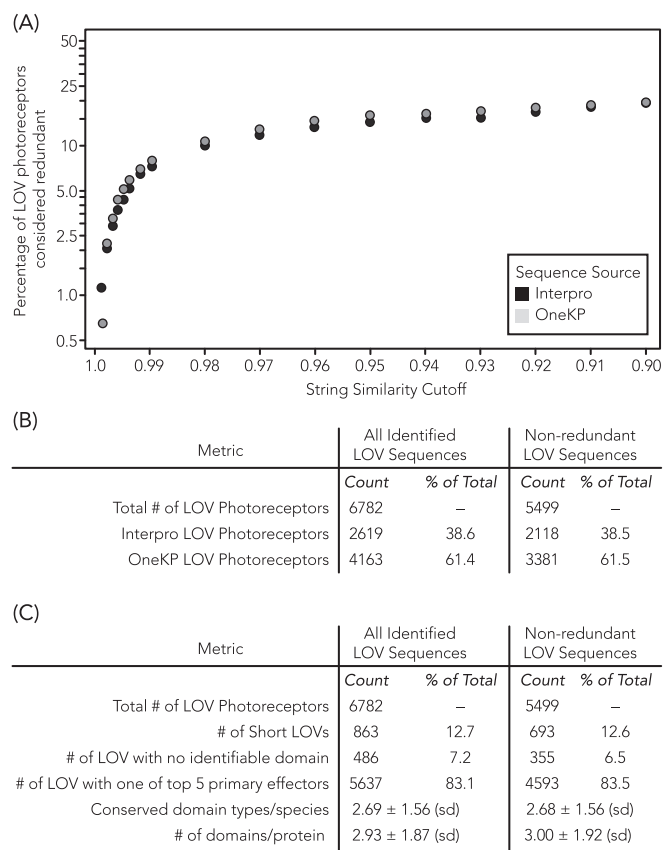 (A)
Percentage of LOV photoreceptors
considered redundant
50
25
10
5.0
2.5
1.0
0.5
1.0 0.99 0.98 0.97 0.96 0.95 0.94 0.93 0.92 0.91 0.90
String Similarity Cutoff
Sequence Source
Interpro
OneKP
(B)
Metric
All Identified
LOV Sequences
Non-redundant
LOV Sequences
Count % of Total Count % of Total
Total # of LOV Photoreceptors 6782 – 5499 –
Interpro LOV Photoreceptors 2619 38.6 2118 38.5
OneKP LOV Photoreceptors 4163 61.4 3381 61.5
(C)
Metric
All Identified
LOV Sequences
Non-redundant
LOV Sequences
Count % of Total Count % of Total
Total # of LOV Photoreceptors 6782 – 5499 –
# of Short LOVs 863 12.7 693 12.6
# of LOV with no identifiable domain 486 7.2 355 6.5
# of LOV with one of top 5 primary effectors 5637 83.1 4593 83.5
Conserved domain types/species 2.69 ± 1.56 (sd) 2.68 ± 1.56 (sd)
# of domains/protein 2.93 ± 1.87 (sd) 3.00 ± 1.92 (sd)